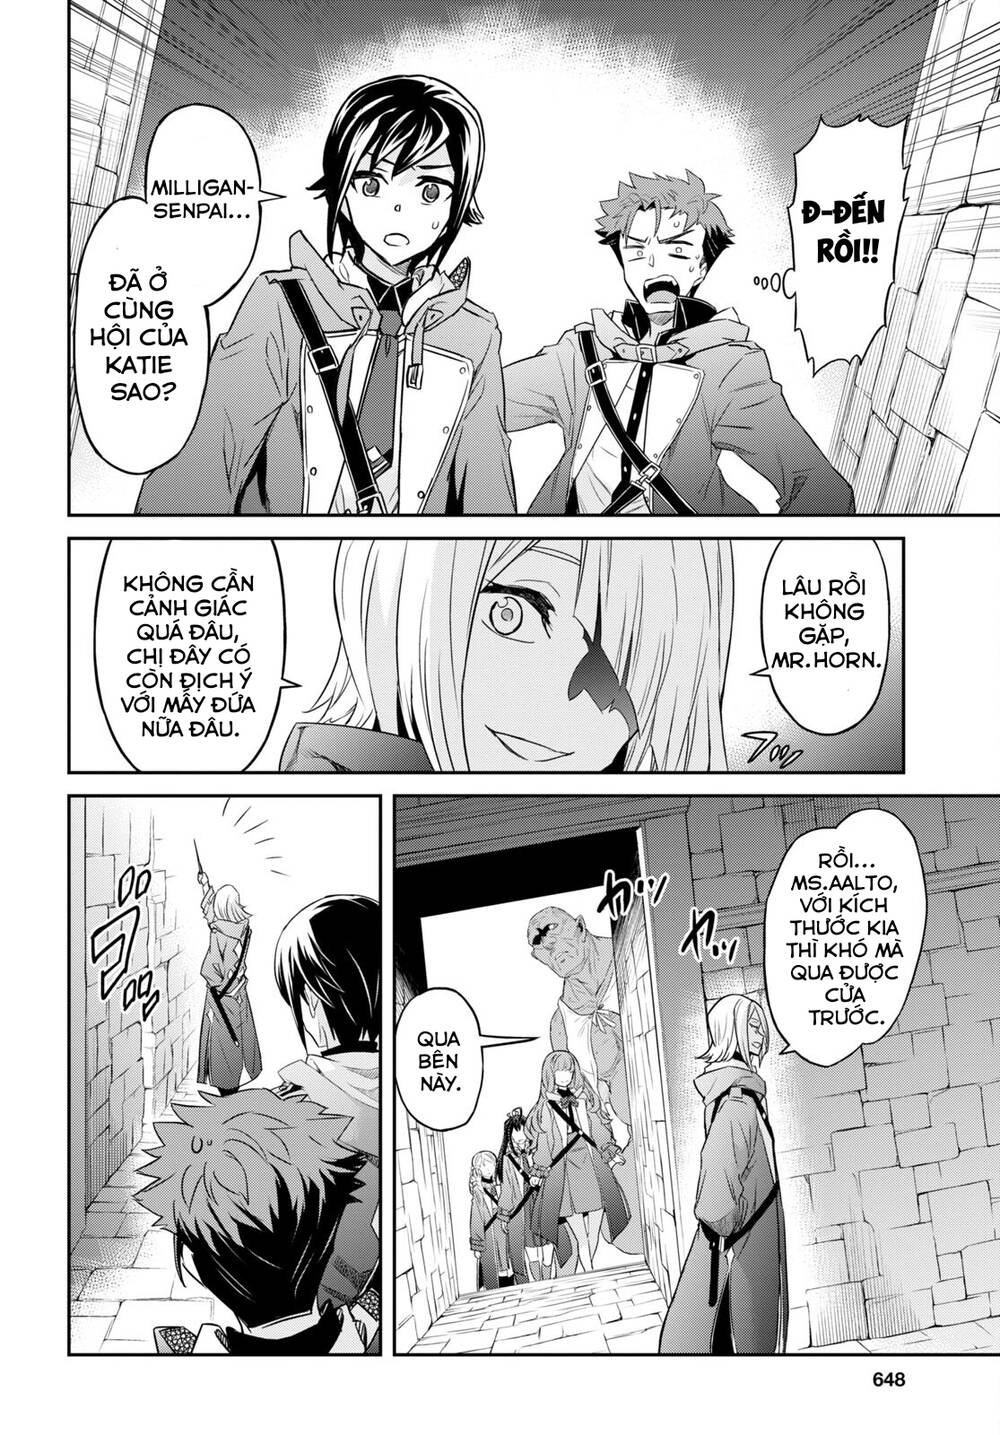 Đ-ĐẾN
RỒI!!
MILLIGAN-
SENPAI...
ĐÃ Ở
CÙNG
HỘI CỦA
KATIE
SAO?
LÂU RỒI
KHÔNG
GẶP,
MR.HORN.
KHÔNG CẦN
CẢNH GIÁC
QUÁ ĐÂU,
CHỊ ĐÂY CÓ
CÒN ĐỊCH Ý
VỚI MẤY ĐỨA
NỮA ĐÂU.
RỒI...
MS.AALTO,
VỚI KÍCH
THƯỚC KIA
THÌ KHÓ MÀ
QUA ĐƯỢC
CỬA
TRƯỚC.
QUA
BÊN
NÀY.
648